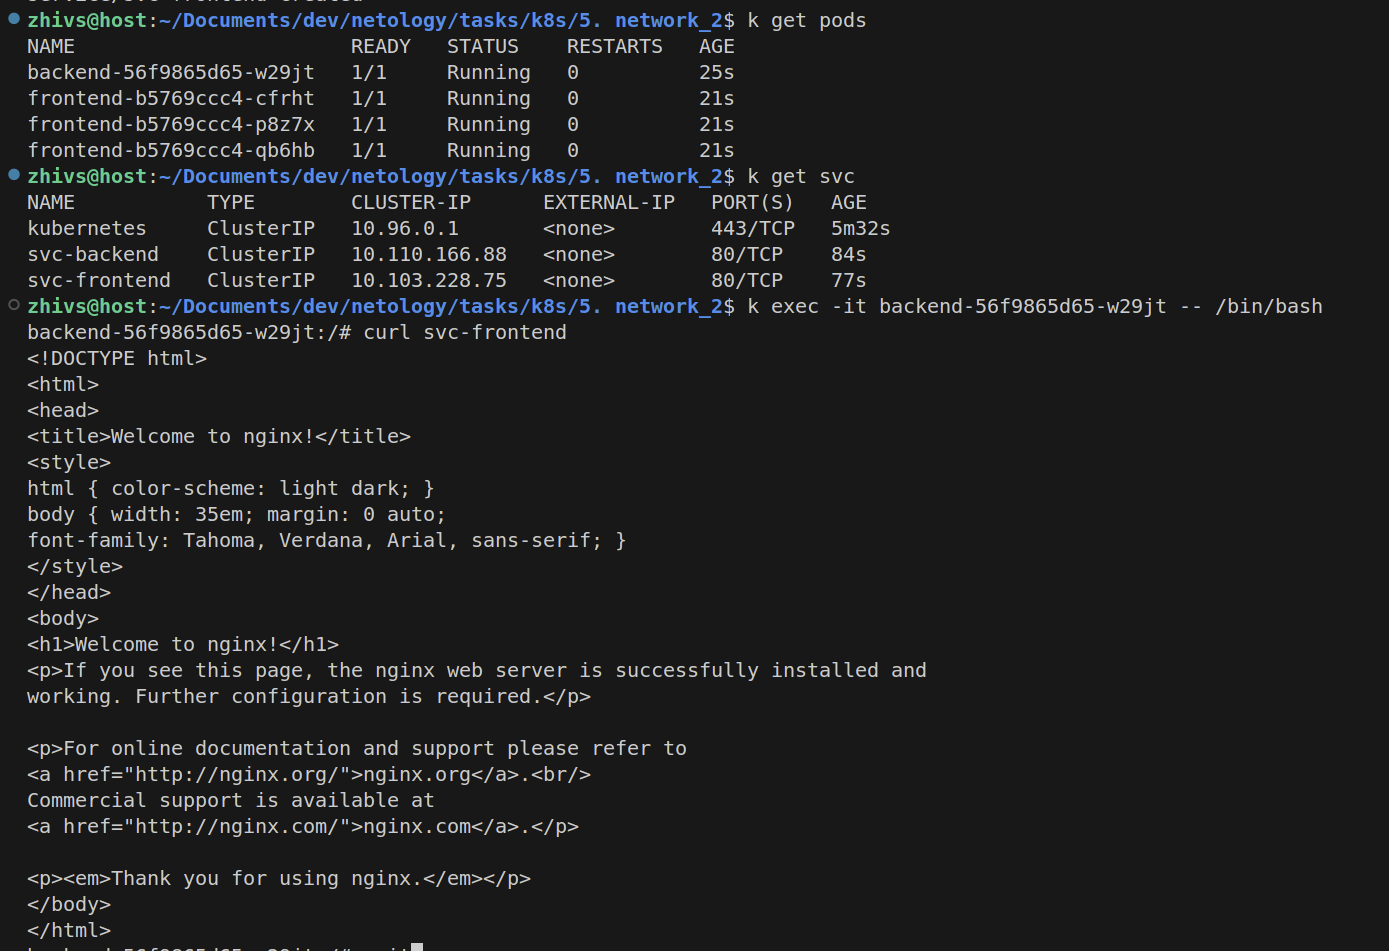 zhivs@host:~/Documents/dev/netology/tasks/k8s/5. network_2$ k get pods
NAME                       READY   STATUS    RESTARTS   AGE
backend-56f9865d65-w29jt   1/1     Running   0          25s
frontend-b5769ccc4-cfrht   1/1     Running   0          21s
frontend-b5769ccc4-p8z7x   1/1     Running   0          21s
frontend-b5769ccc4-qb6hb   1/1     Running   0          21s
zhivs@host:~/Documents/dev/netology/tasks/k8s/5. network_2$ k get svc
NAME           TYPE        CLUSTER-IP      EXTERNAL-IP   PORT(S)   AGE
kubernetes     ClusterIP   10.96.0.1       <none>        443/TCP   5m32s
svc-backend    ClusterIP   10.110.166.88   <none>        80/TCP    84s
svc-frontend   ClusterIP   10.103.228.75   <none>        80/TCP    77s
zhivs@host:~/Documents/dev/netology/tasks/k8s/5. network_2$ k exec -it backend-56f9865d65-w29jt -- /bin/bash
backend-56f9865d65-w29jt:/# curl svc-frontend
<!DOCTYPE html>
<html>
<head>
<title>Welcome to nginx!</title>
<style>
html { color-scheme: light dark; }
body { width: 35em; margin: 0 auto;
font-family: Tahoma, Verdana, Arial, sans-serif; }
</style>
</head>
<body>
<h1>Welcome to nginx!</h1>
<p>If you see this page, the nginx web server is successfully installed and
working. Further configuration is required.</p>
<p>For online documentation and support please refer to
<a href="http://nginx.org/">nginx.org</a>.<br/>
Commercial support is available at
<a href="http://nginx.com/">nginx.com</a>.</p>
<p><em>Thank you for using nginx.</em></p>
</body>
</html>